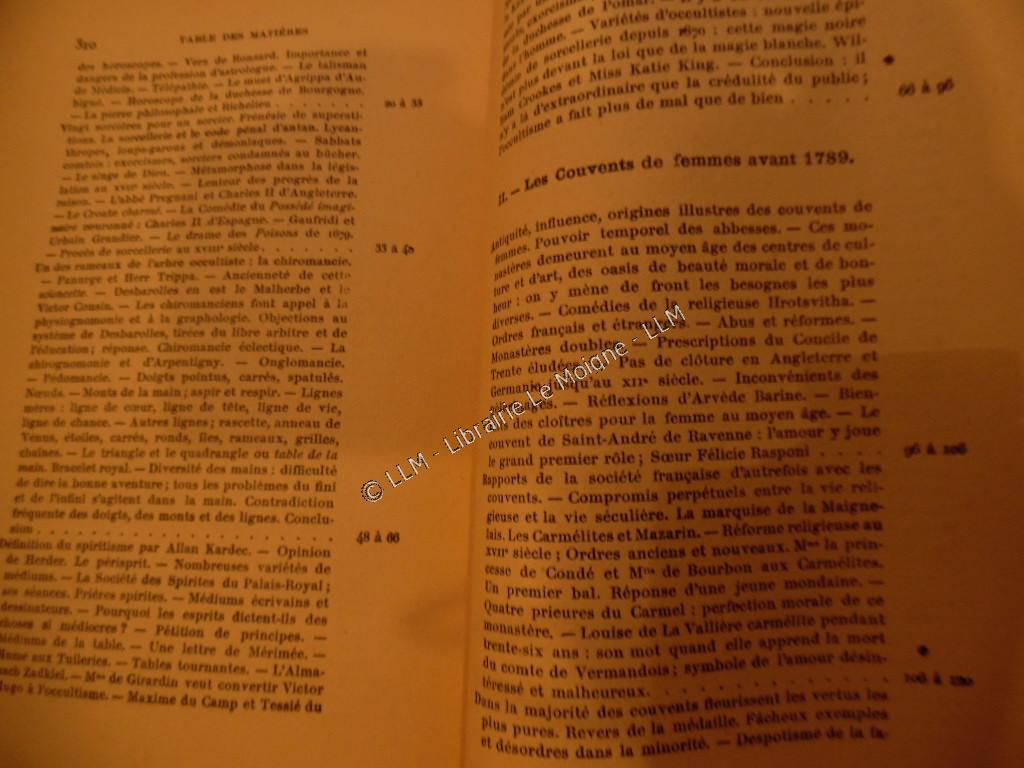 310 TABLE DES MATIÈRES
des horoscopes. — Vers de Ronsard. Importance et
dangers de la profession d'astrologue. — Le talisman
de Médicis. — Télépathie. — Le muet d'Agrippa d'Au-
bigné. — Horoscope de la duchesse de Bourgogne.
— La pierre philosophale et Richelieu . . . . . . . 20 à 33
Vingt sorcières pour un sorcier. Frénésie de supersti-
tions. La sorcellerie et le code pénal d'antan. Lycan-
thropes, loups-garous et démoniaques. — Sabbats
comtois : exorcismes, sorciers condamnés au bûcher.
— Le singe de Dieu. — Métamorphose dans la légis-
lation au XVIIe siècle. — Lenteur des progrès de la
raison. — L'abbé Pregnani et Charles II d'Angleterre.
— Le Croate charmé. — La Comédie du Possédé imagi-
naire couronné : Charles II d'Espagne. — Gaufridi et
Urbain Grandier. — Le drame des Poisons de 1679.
— Procès de sorcellerie au XVIIIe siècle . . . . . . . 33 à 48
Un des rameaux de l'arbre occultiste : la chiromancie.
— Panurge et Herr Trippa. — Ancienneté de cette
sciencette. — Desbarolles en est le Malherbe et le
Victor Cousin. — Les chiromanciens font appel à la
physiognomonie et à la graphologie. Objections au
système de Desbarolles, tirées du libre arbitre et de
l'éducation ; réponse. Chiromancie éclectique. — La
chirognomonie et d'Arpentigny. — Onglomancie.
— Pédomancie. — Doigts pointus, carrés, spatulés.
Nœuds. — Monts de la main ; aspir et respir. — Lignes
mères : ligne de cœur, ligne de tête, ligne de vie,
ligne de chance. — Autres lignes ; rascette, anneau de
Vénus, étoiles, carrés, ronds, îles, rameaux, grilles,
chaînes. — Le triangle et le quadrangle ou table de la
main. Bracelet royal. — Diversité des mains : difficulté
de dire la bonne aventure ; tous les problèmes du fini
et de l'infini s'agitent dans la main. Contradiction
fréquente des doigts, des monts et des lignes. Conclu-
sion . . . . . . . . . . . . . . . . . . 48 à 66
Définition du spiritisme par Allan Kardec. — Opinion
de Herder. Le périsprit. — Nombreuses variétés de
médiums. — La Société des Spirites du Palais-Royal ;
ses séances. Prières spirites. — Médiums écrivains et
dessinateurs. — Pourquoi les esprits dictent-ils des
choses si médiocres ? — Pétition de principes. —
Médiums de la table. — Une lettre de Mérimée. —
Hume aux Tuileries. — Tables tournantes. — L'Alma-
nach Zadkiel. — Mme de Girardin veut convertir Victor
Hugo à l'occultisme. — Maxime du Camp et Tessié du
la duchesse de Pomar.
dans l'homme. — Variétés d'occultistes : nouvelle épi-
démie de sorcellerie depuis 1870 : cette magie noire
n'est plus devant la loi que de la magie blanche. Wil-
liam Crookes et Miss Katie King. — Conclusion : il
n'y a là d'extraordinaire que la crédulité du public ;
l'occultisme a fait plus de mal que de bien . . . . . 66 à 96
II. — Les Couvents de femmes avant 1789.
Antiquité, influence, origines illustres des couvents de
femmes. Pouvoir temporel des abbesses. — Ces mo-
nastères demeurent au moyen âge des centres de cul-
ture et d'art, des oasis de beauté morale et de bon-
heur : on y mène de front les besognes les plus
diverses. — Comédies de la religieuse Hrotsvitha. —
Ordres français et étrangers. — Abus et réformes. —
Monastères doubles. — Prescriptions du Concile de
Trente éludées. — Pas de clôture en Angleterre et
Germanie jusqu'au XIIe siècle. — Inconvénients des
— Réflexions d'Arvède Barine. — Bien-
faits des cloîtres pour la femme au moyen âge. — Le
couvent de Saint-André de Ravenne : l'amour y joue
le grand premier rôle ; Sœur Félicie Rasponi . . . . 96 à 106
Rapports de la société française d'autrefois avec les
couvents. — Compromis perpétuels entre la vie reli-
gieuse et la vie séculière. La marquise de la Maigne-
lais. Les Carmélites et Mazarin. — Réforme religieuse au
XVIIe siècle ; Ordres anciens et nouveaux. Mme la prin-
cesse de Condé et Mlle de Bourbon aux Carmélites.
Un premier bal. Réponse d'une jeune mondaine. —
Quatre prieures du Carmel : perfection morale de ce
monastère. — Louise de La Vallière carmélite pendant
trente-six ans ; son mot quand elle apprend la mort
du comte de Vermandois ; symbole de l'amour désin-
téressé et malheureux. . . . . . . . . . . . . 106 à 120
Dans la majorité des couvents fleurissent les vertus les
plus pures. Revers de la médaille. Fâcheux exemples
et désordres dans la minorité. — Despotisme de la fa-
© LLM - Librairie Le Moigne - LLM